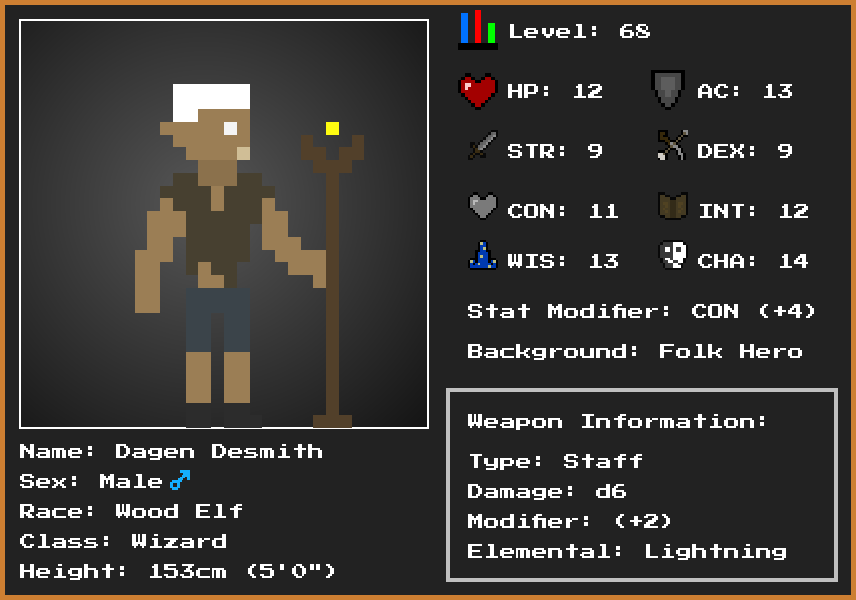 Level: 68
HP: 12
AC: 13
STR: 9
DEX: 9
CON: 11
INT: 12
WIS: 13
CHA: 14
Stat Modifier: CON (+4)
Background: Folk Hero
Weapon Information:
Type: Staff
Damage: d6
Modifier: (+2)
Elemental: Lightning
Name: Dagen Desmith
Sex: Male♂
Race: Wood Elf
Class: Wizard
Height: 153cm (5'0")